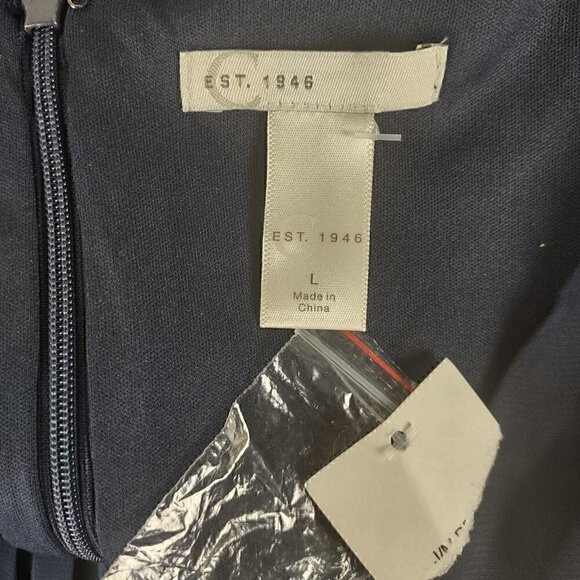 C
EST. 1946
EST. 1946
L
Made in
China